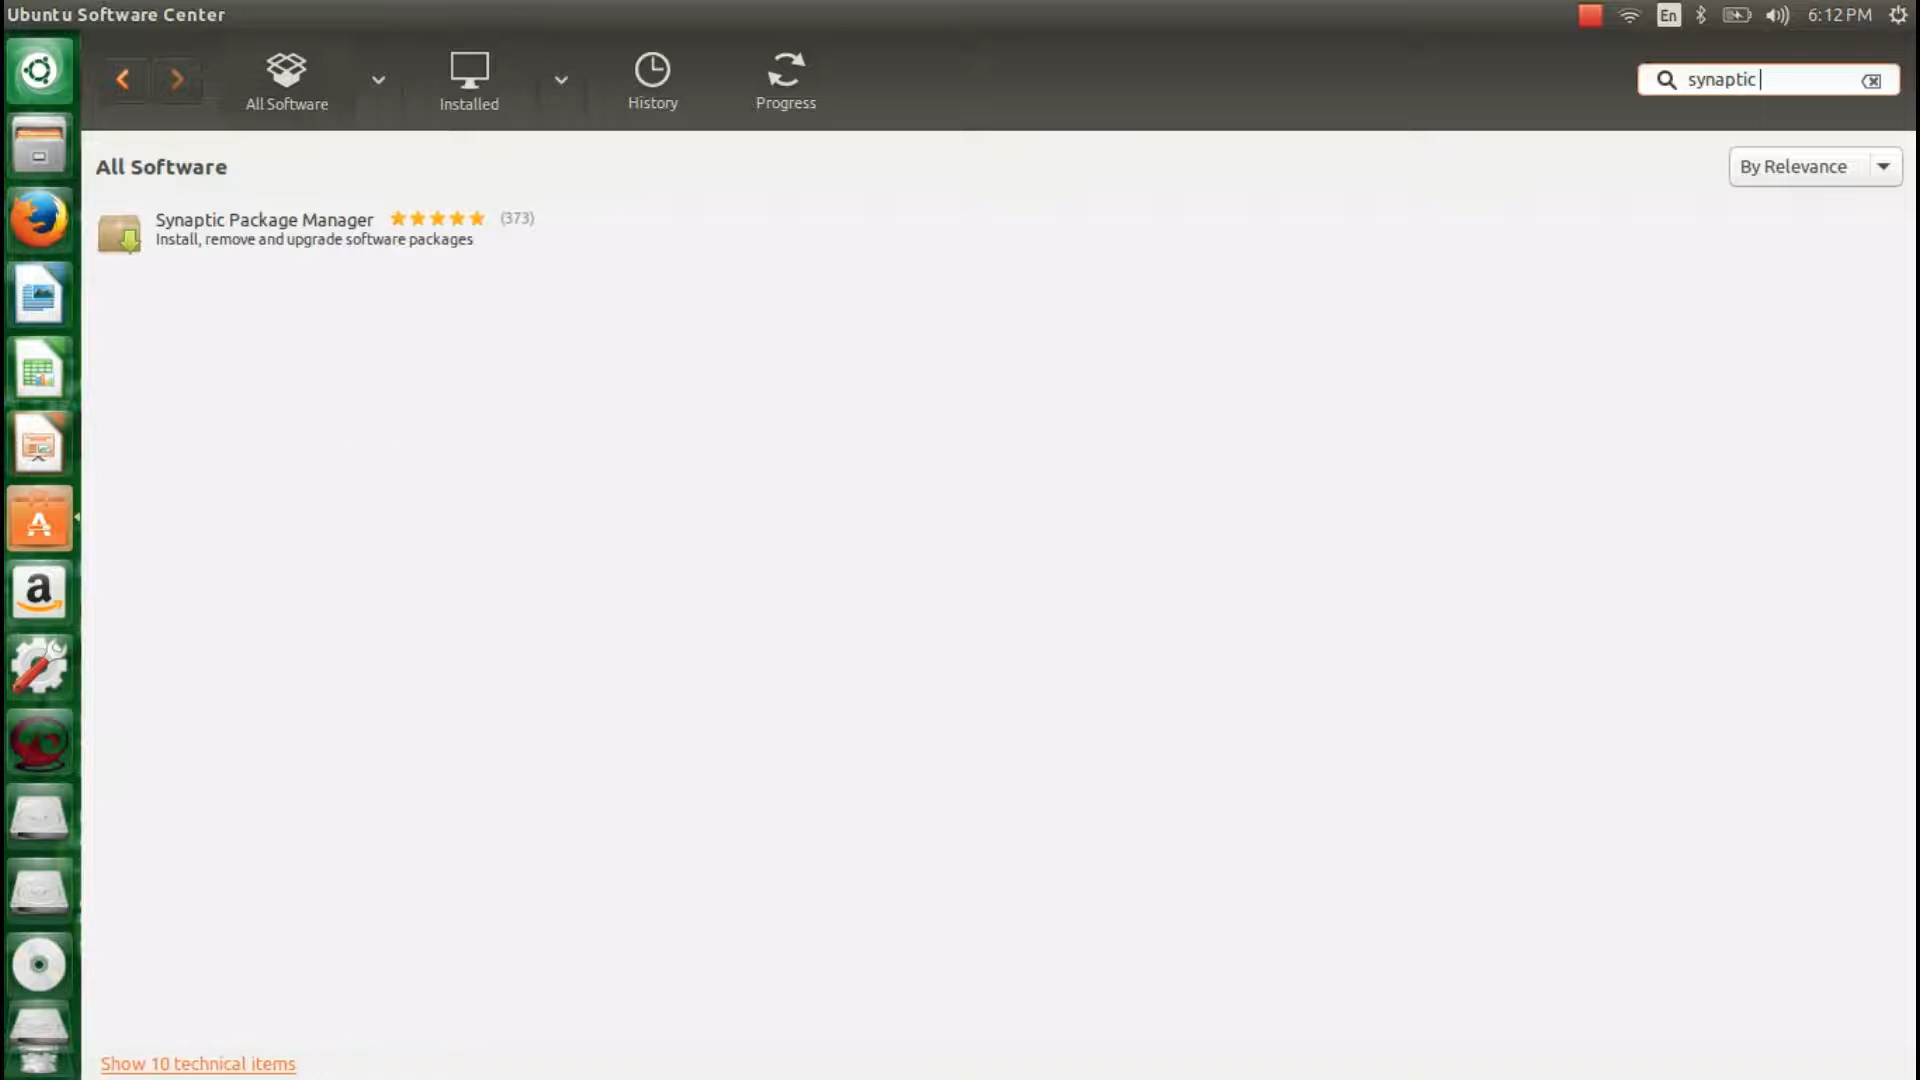 Ubuntu Software Center
En
6:12 PM
All Software
Installed
History
Progress
synaptic
All Software
By Relevance
Synaptic Package Manager (373)
Install, remove and upgrade software packages
A
a
Show 10 technical items